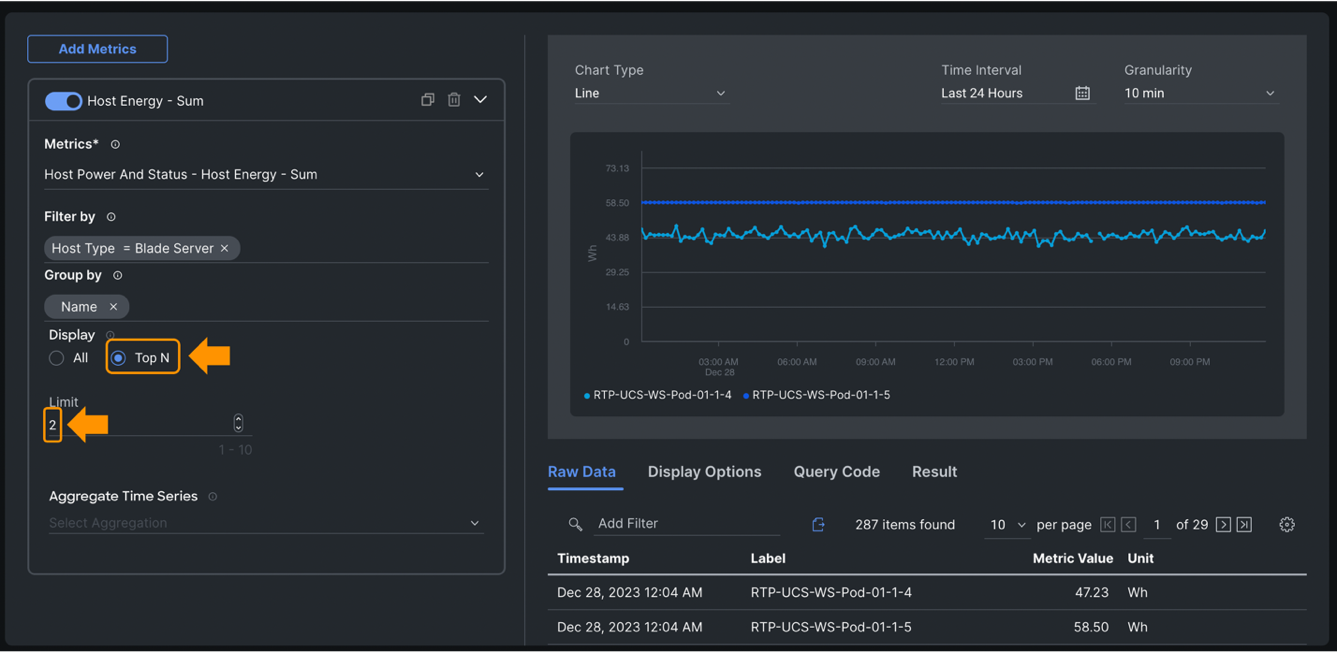 Add Metrics
Host Energy - Sum
Metrics*
Host Power And Status - Host Energy - Sum
Filter by
Host Type = Blade Server ×
Group by
Name ×
Display
All Top N
Limit
2
1 - 10
Aggregate Time Series
Select Aggregation
Chart Type
Line
Time Interval
Last 24 Hours
Granularity
10 min
Wh
73.13
58.50
43.88
29.25
14.63
0
03:00 AM 06:00 AM 09:00 AM 12:00 PM 03:00 PM 06:00 PM 09:00 PM
Dec 28
RTP-UCS-WS-Pod-01-1-4 RTP-UCS-WS-Pod-01-1-5
Raw Data Display Options Query Code Result
Add Filter 287 items found 10 per page 1 of 29
Timestamp Label Metric Value Unit
Dec 28, 2023 12:04 AM RTP-UCS-WS-Pod-01-1-4 47.23 Wh
Dec 28, 2023 12:04 AM RTP-UCS-WS-Pod-01-1-5 58.50 Wh